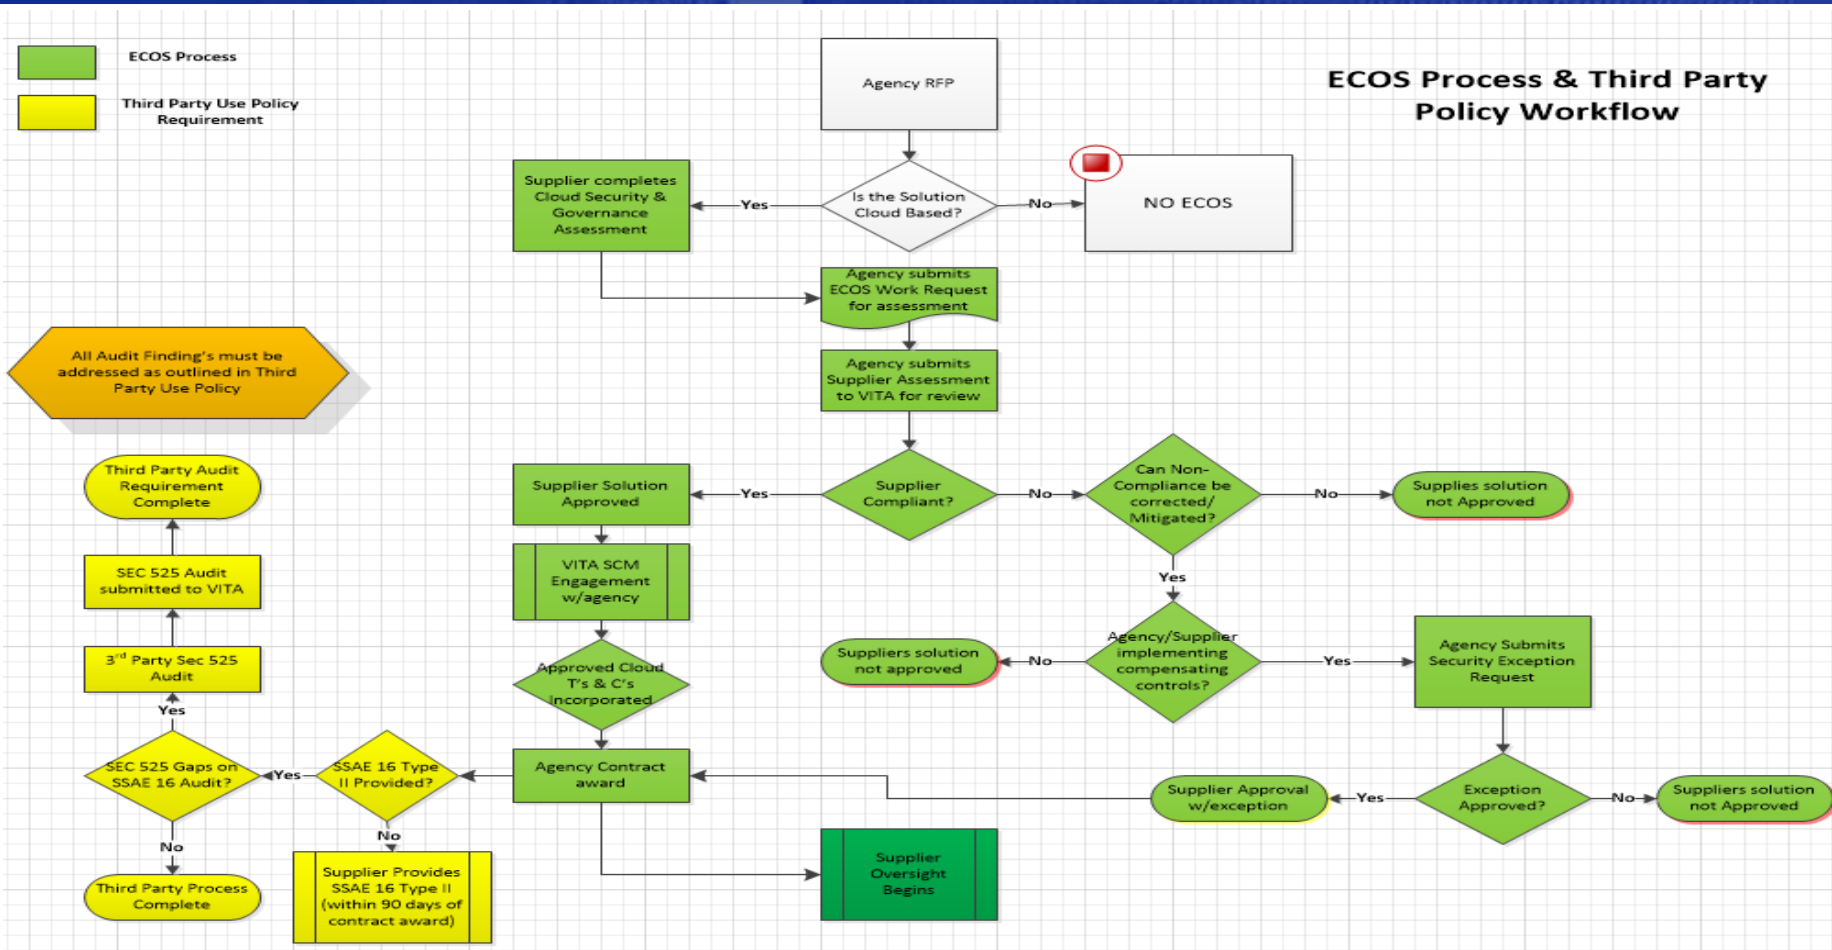 ECOS Process
Third Party Use Policy
Requirement
ECOS Process & Third Party
Policy Workflow
Agency RFP
Is the Solution
Cloud Based?
Yes
No
NO ECOS
Supplier completes
Cloud Security &
Governance
Assessment
Agency submits
ECOS Work Request
for assessment
Agency submits
Supplier Assessment
to VITA for review
All Audit Finding's must be
addressed as outlined in Third
Party Use Policy
Supplier
Compliant?
Yes
No
Supplier Solution
Approved
Can Non-
Compliance be
corrected/
Mitigated?
No
Supplies solution
not Approved
Yes
VITA SCM
Engagement
w/agency
Agency/Supplier
implementing
compensating
controls?
No
Suppliers solution
not approved
Yes
Agency Submits
Security Exception
Request
Approved Cloud
T's & C's
Incorporated
Exception
Approved?
Yes
No
Supplier Approval
w/exception
Suppliers solution
not Approved
Agency Contract
award
Supplier
Oversight
Begins
SSAE 16 Type
II Provided?
Yes
No
Supplier Provides
SSAE 16 Type II
(within 90 days of
contract award)
SEC 525 Gaps on
SSAE 16 Audit?
Yes
No
Third Party Process
Complete
3rd Party Sec 525
Audit
SEC 525 Audit
submitted to VITA
Third Party Audit
Requirement
Complete